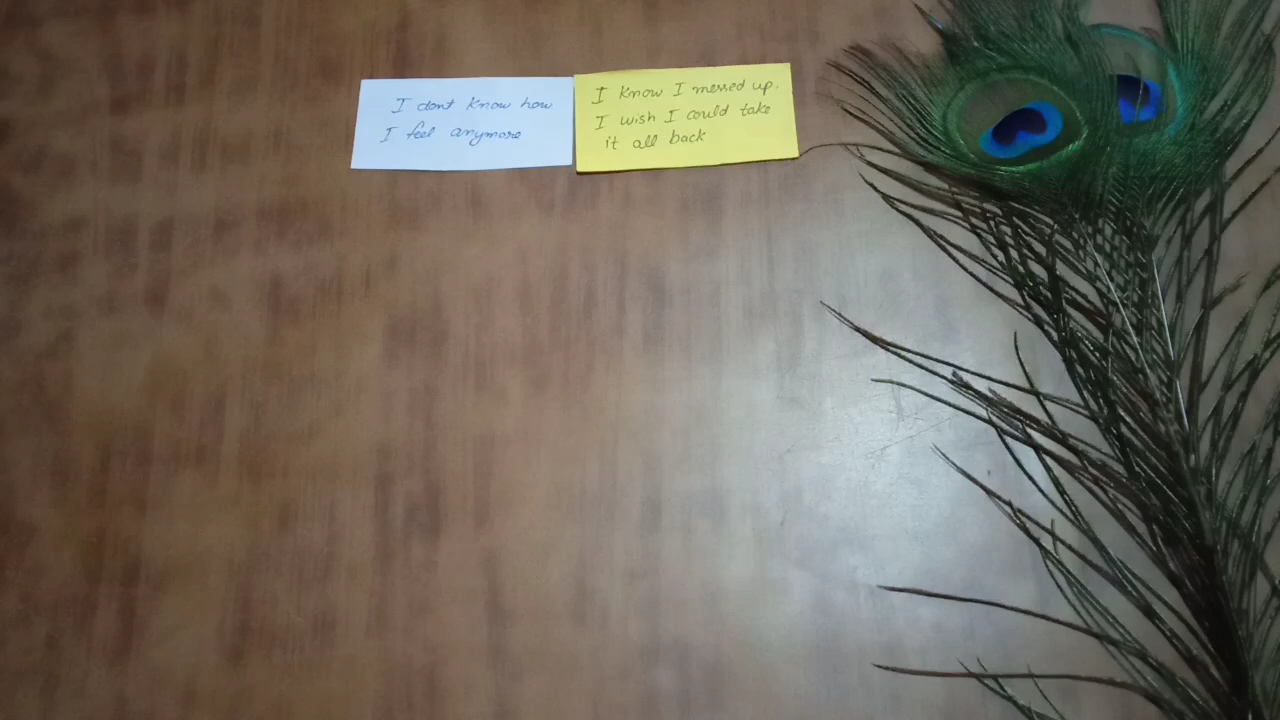 I dont know how
I feel anymore
I know I messed up.
I wish I could take
it all back